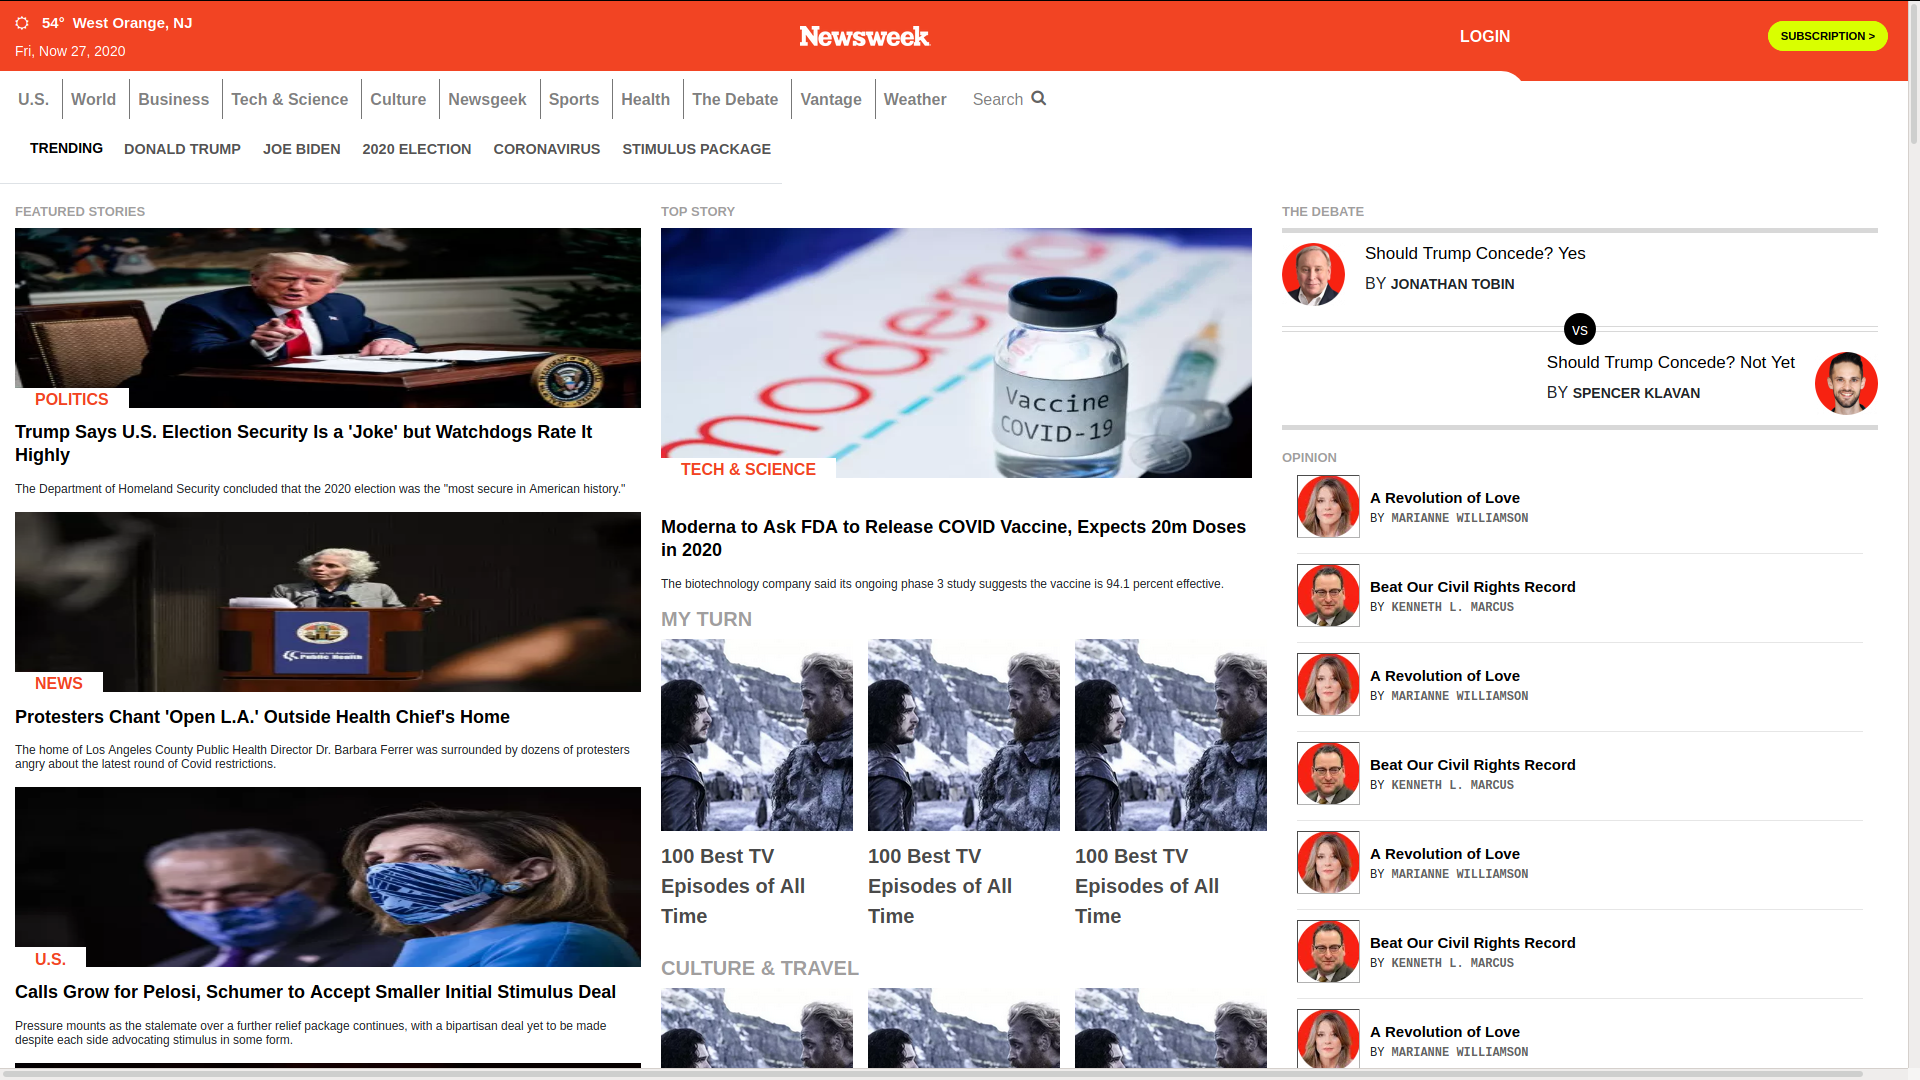 54° West Orange, NJ
Fri, Now 27, 2020
Newsweek
LOGIN
SUBSCRIPTION >
U.S.
World
Business
Tech & Science
Culture
Newsgeek
Sports
Health
The Debate
Vantage
Weather
Search
TRENDING
DONALD TRUMP
JOE BIDEN
2020 ELECTION
CORONAVIRUS
STIMULUS PACKAGE
FEATURED STORIES
POLITICS
Trump Says U.S. Election Security Is a 'Joke' but Watchdogs Rate It
Highly
The Department of Homeland Security concluded that the 2020 election was the "most secure in American history."
Public Health
NEWS
Protesters Chant 'Open L.A.' Outside Health Chief's Home
The home of Los Angeles County Public Health Director Dr. Barbara Ferrer was surrounded by dozens of protesters
angry about the latest round of Covid restrictions.
U.S.
Calls Grow for Pelosi, Schumer to Accept Smaller Initial Stimulus Deal
Pressure mounts as the stalemate over a further relief package continues, with a bipartisan deal yet to be made
despite each side advocating stimulus in some form.
TOP STORY
moderna
Vaccine
COVID-19
TECH & SCIENCE
Moderna to Ask FDA to Release COVID Vaccine, Expects 20m Doses
in 2020
The biotechnology company said its ongoing phase 3 study suggests the vaccine is 94.1 percent effective.
MY TURN
100 Best TV
Episodes of All
Time
100 Best TV
Episodes of All
Time
100 Best TV
Episodes of All
Time
CULTURE & TRAVEL
THE DEBATE
Should Trump Concede? Yes
BY JONATHAN TOBIN
VS
Should Trump Concede? Not Yet
BY SPENCER KLAVAN
OPINION
A Revolution of Love
BY MARIANNE WILLIAMSON
Beat Our Civil Rights Record
BY KENNETH L. MARCUS
A Revolution of Love
BY MARIANNE WILLIAMSON
Beat Our Civil Rights Record
BY KENNETH L. MARCUS
A Revolution of Love
BY MARIANNE WILLIAMSON
Beat Our Civil Rights Record
BY KENNETH L. MARCUS
A Revolution of Love
BY MARIANNE WILLIAMSON